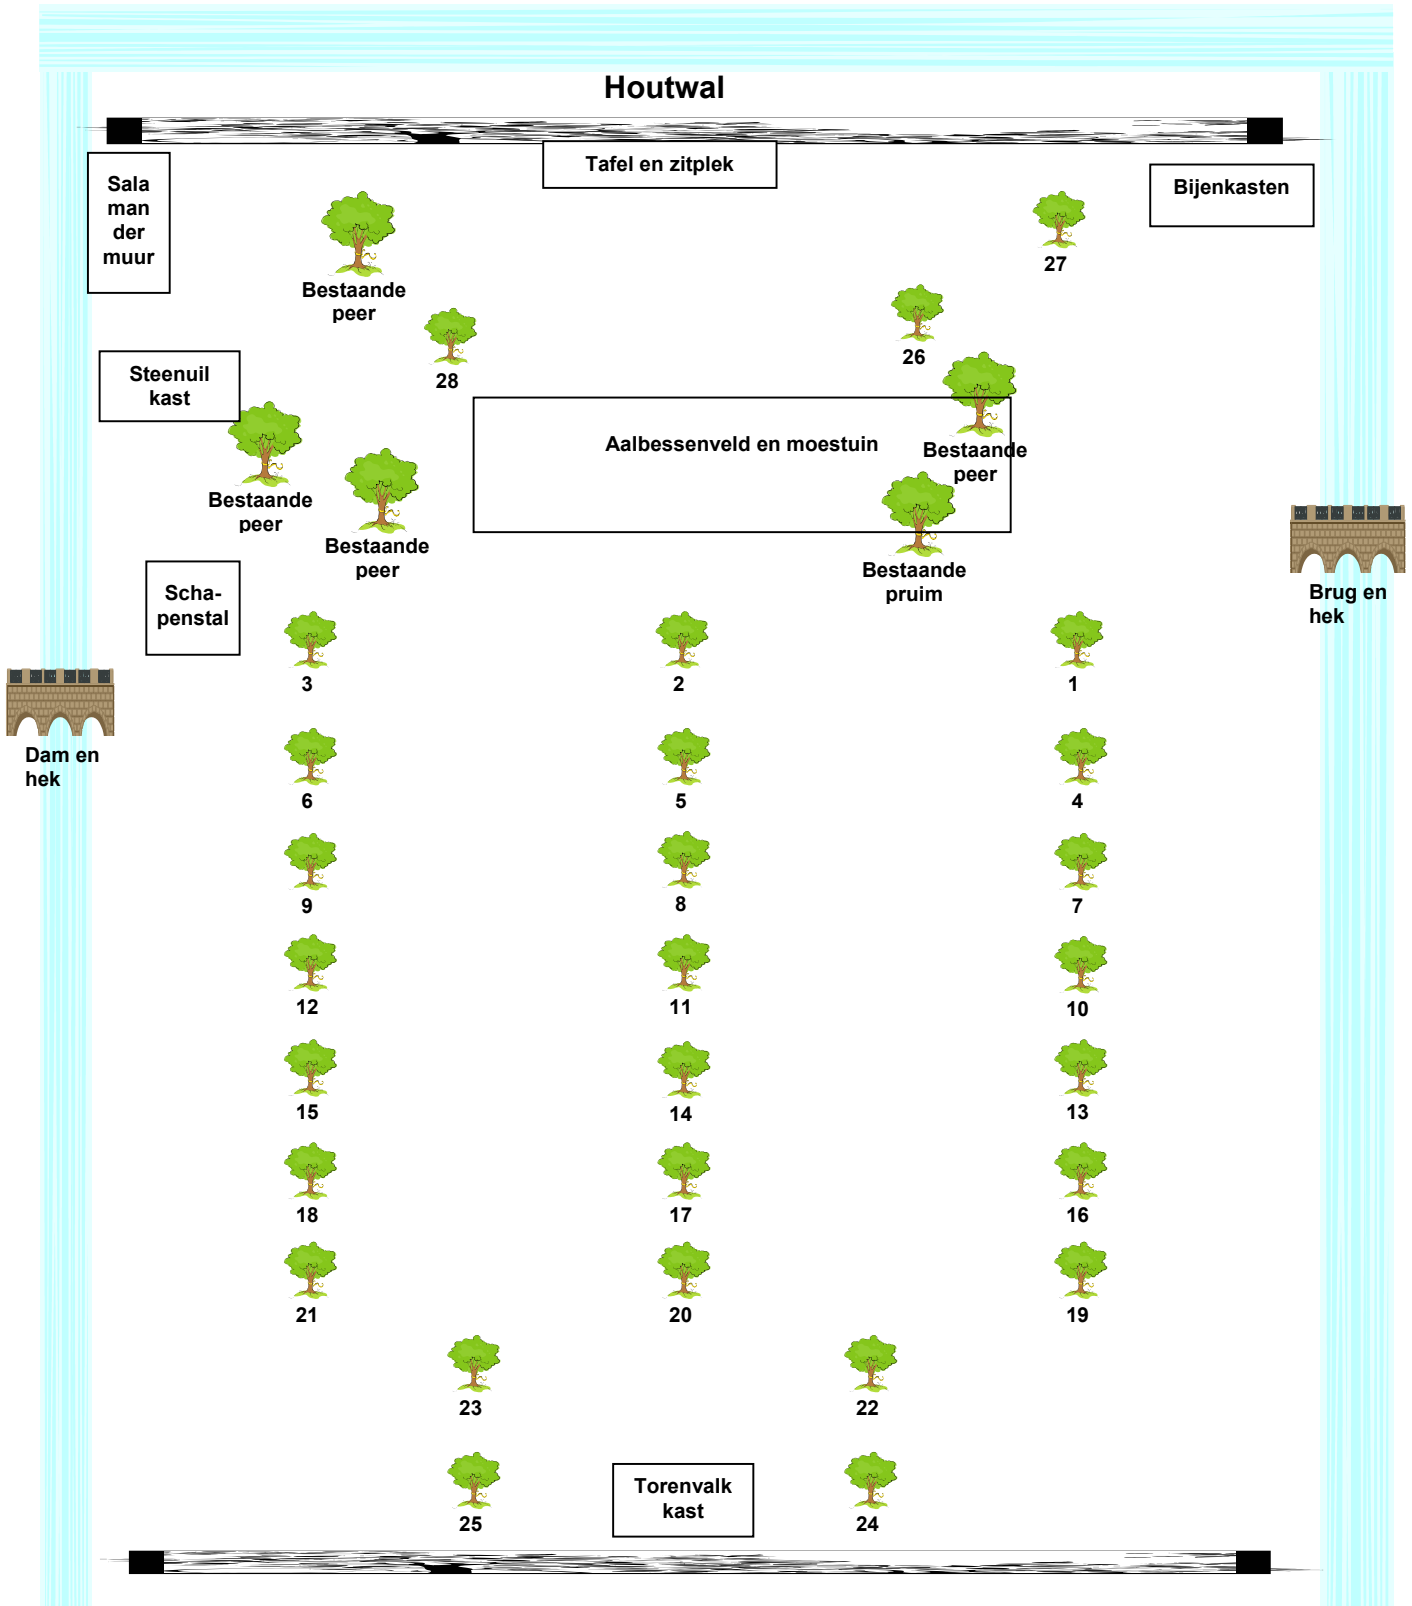 Houtwal
Tafel en zitplek
Sala
man
der
muur
Bijenkasten
27
Bestaande
peer
26
28
Steenuil
kast
Aalbessenveld en moestuin
Bestaande
peer
Bestaande
peer
Bestaande
peer
Bestaande
pruim
Scha-
penstal
Brug en
hek
3
2
1
Dam en
hek
6
5
4
9
8
7
12
11
10
15
14
13
18
17
16
21
20
19
23
22
Torenvalk
kast
25
24